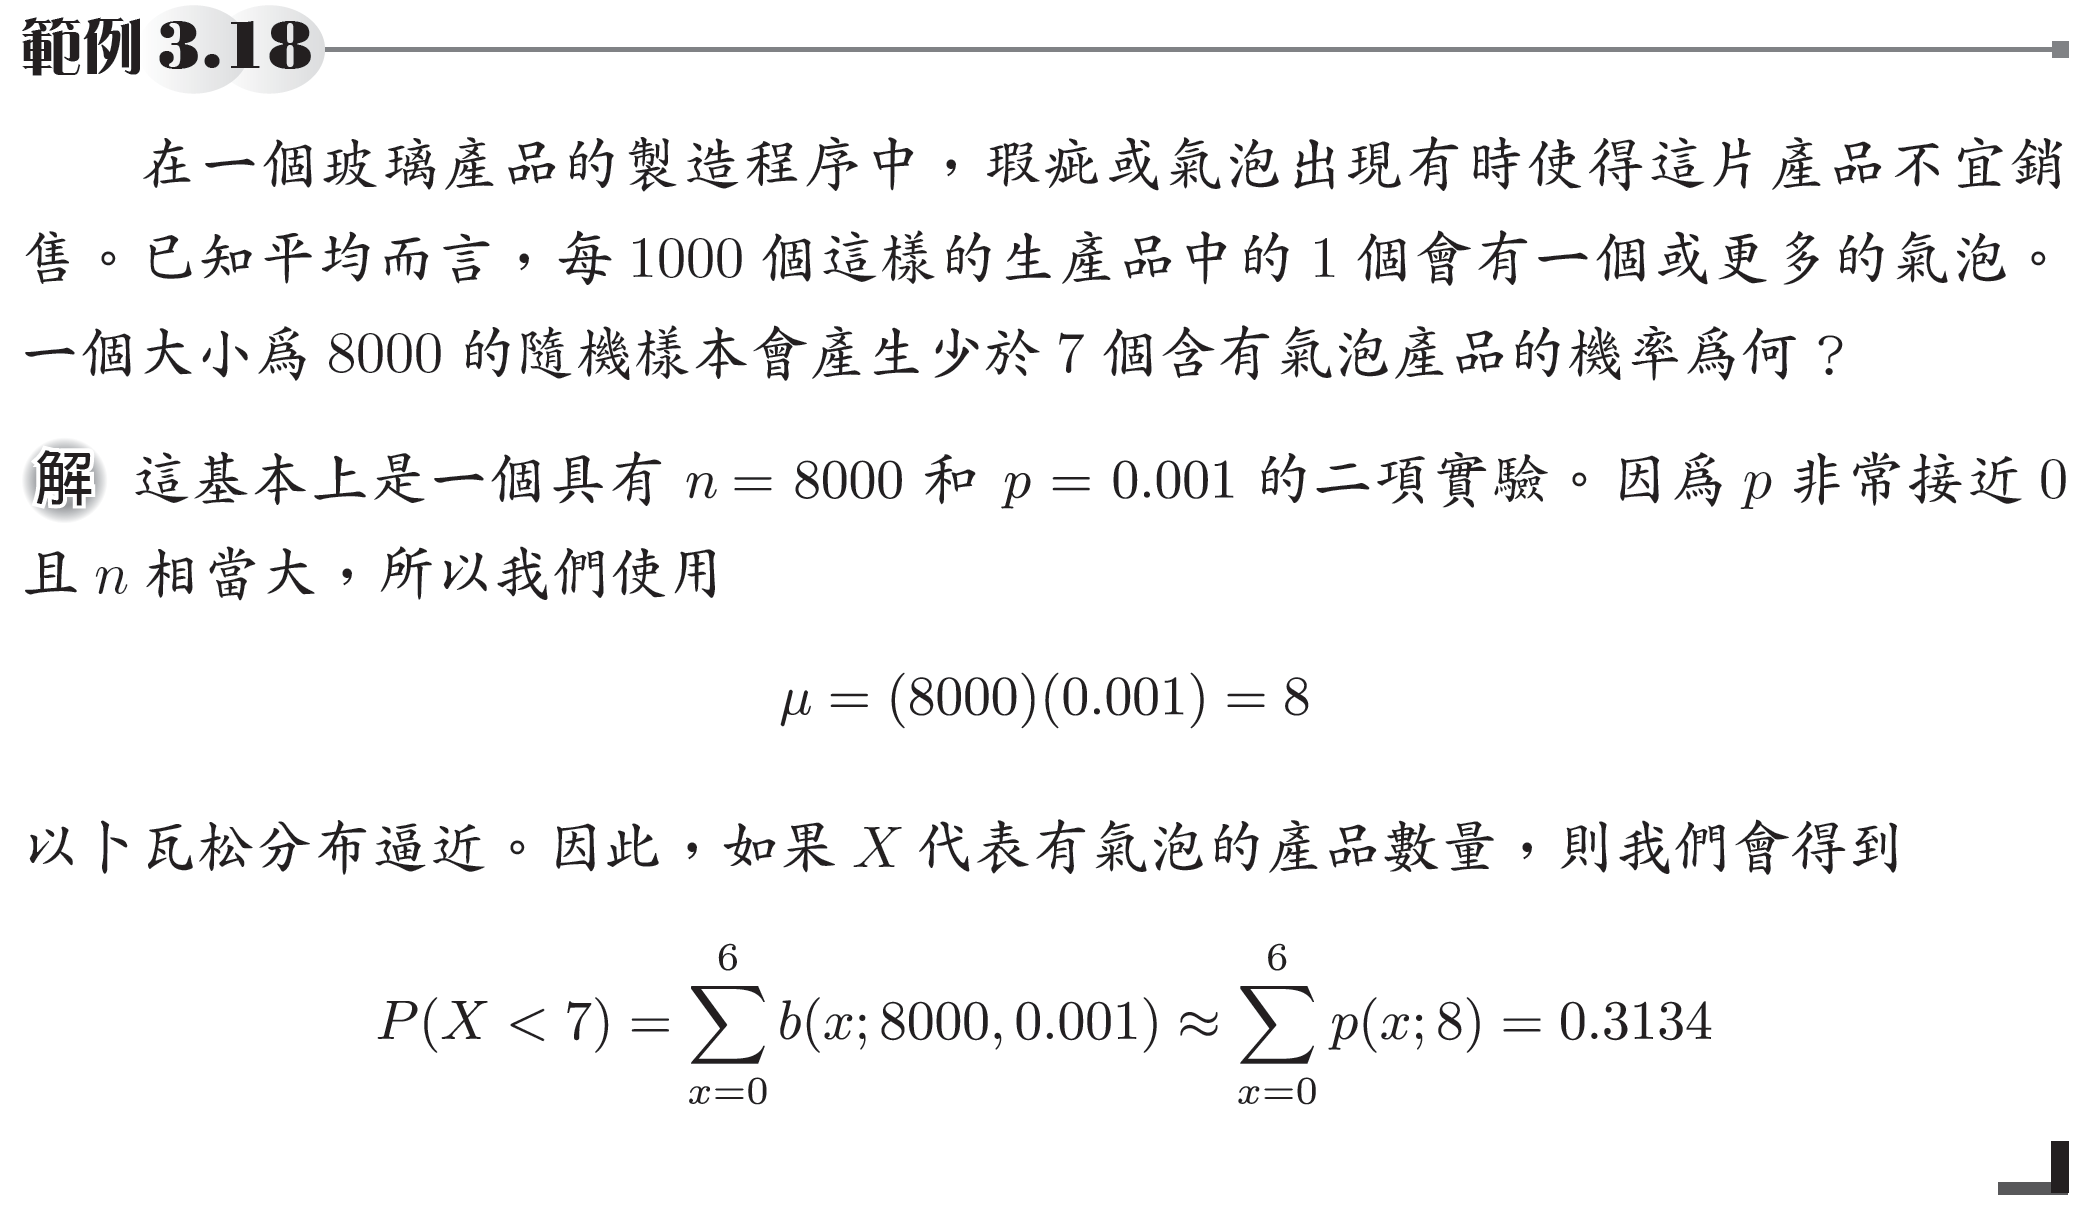 範例 3.18
在一個玻璃產品的製造程序中，瑕疵或氣泡出現有時使得這片產品不宜銷
售。已知平均而言，每 1000 個這樣的生產品中的 1 個會有一個或更多的氣泡。
一個大小為 8000 的隨機樣本會產生少於 7 個含有氣泡產品的機率為何？
解 這基本上是一個具有 n = 8000 和 p = 0.001 的二項實驗。因為 p 非常接近 0
且 n 相當大，所以我們使用
μ = (8000)(0.001) = 8
以卜瓦松分布逼近。因此，如果 X 代表有氣泡的產品數量，則我們會得到
P(X < 7) = ∑_{x=0}^{6} b(x; 8000, 0.001) ≈ ∑_{x=0}^{6} p(x; 8) = 0.3134